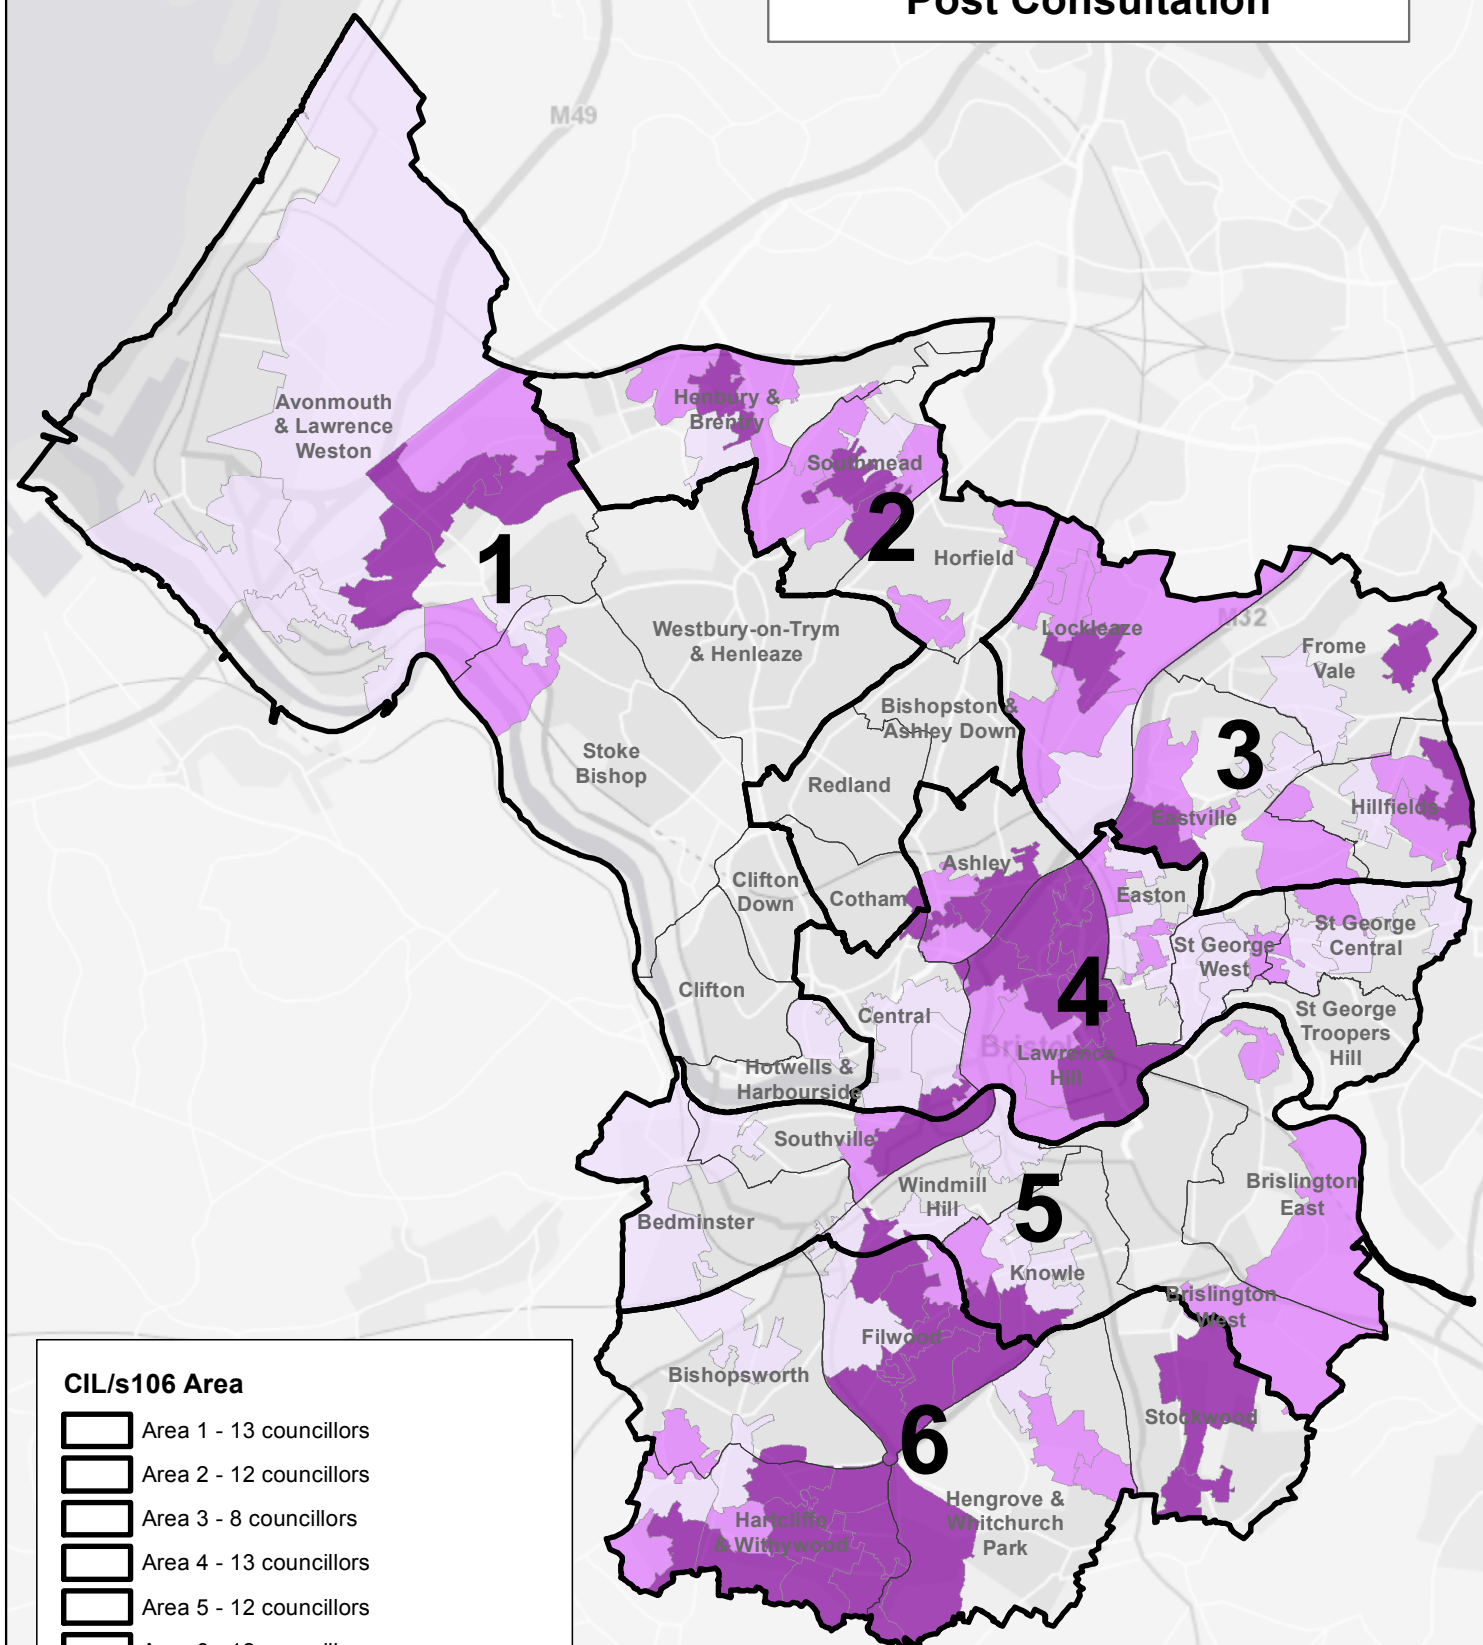 Post Consultation
M49
Avonmouth
& Lawrence
Weston
Henbury &
Brentry
Southmead
2
Horfield
1
Westbury-on-Trym
& Henleaze
Lockleaze
M32
Frome
Vale
Bishopston &
Ashley Down
3
Stoke
Bishop
Redland
Eastville
Hillfields
Ashley
Clifton
Down
Cotham
Easton
St George
West
St George
Central
Clifton
4
Central
St George
Troopers
Hill
Bristol
Lawrence
Hill
Hotwells &
Harbourside
Southville
Windmill
Hill
5
Brislington
East
Bedminster
Knowle
Brislington
West
Filwood
Bishopsworth
6
Stockwood
Hengrove &
Whitchurch
Park
Hartcliffe
& Withywood
CIL/s106 Area
Area 1 - 13 councillors
Area 2 - 12 councillors
Area 3 - 8 councillors
Area 4 - 13 councillors
Area 5 - 12 councillors